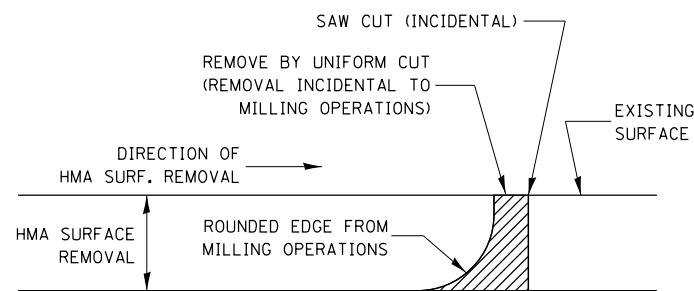 SAW CUT (INCIDENTAL)
REMOVE BY UNIFORM CUT
(REMOVAL INCIDENTAL TO
MILLING OPERATIONS)
EXISTING
SURFACE
DIRECTION OF
HMA SURF. REMOVAL
ROUNDED EDGE FROM
MILLING OPERATIONS
HMA SURFACE
REMOVAL